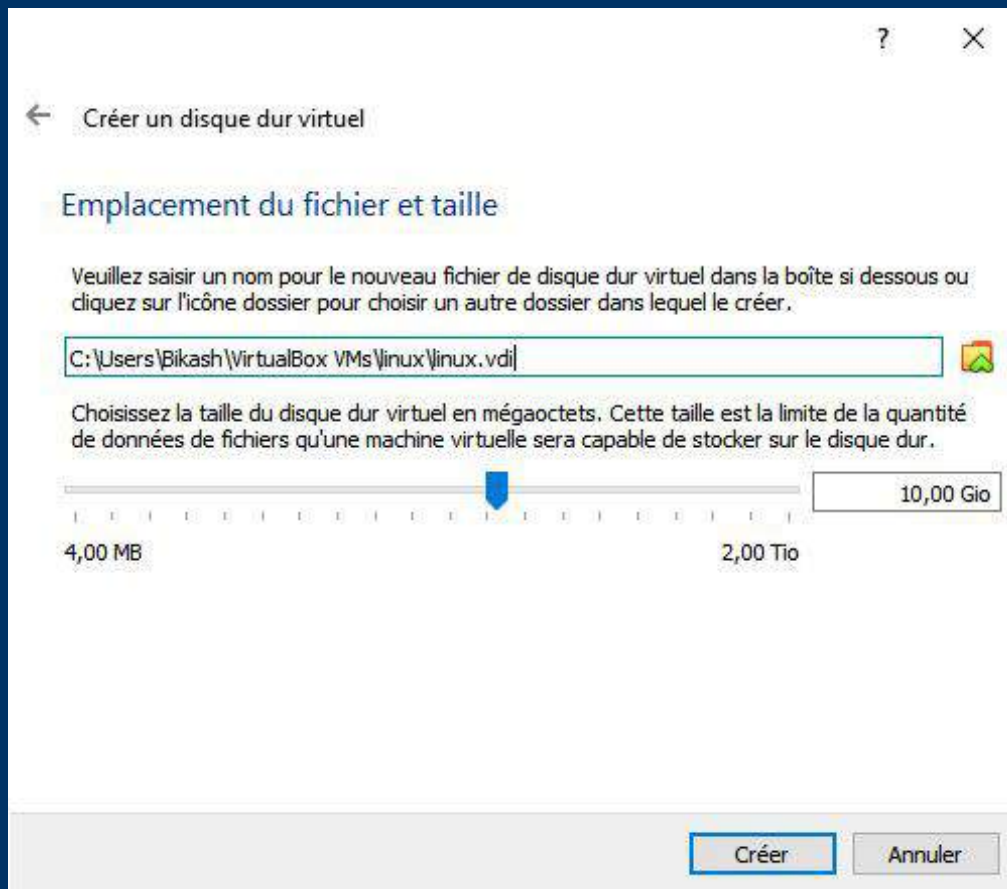 ?
Créer un disque dur virtuel
Emplacement du fichier et taille
Veuillez saisir un nom pour le nouveau fichier de disque dur virtuel dans la boîte si dessous ou
cliquez sur l'icône dossier pour choisir un autre dossier dans lequel le créer.
C:\Users\Bikash\VirtualBox VMs\linux\linux.vdi
Choisissez la taille du disque dur virtuel en mégaoctets. Cette taille est la limite de la quantité
de données de fichiers qu'une machine virtuelle sera capable de stocker sur le disque dur.
10,00 Gio
4,00 MB 2,00 Tio
Créer Annuler